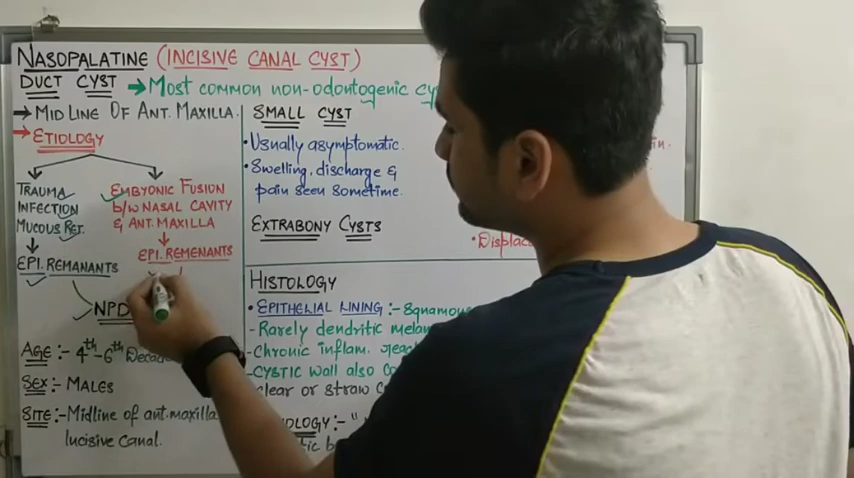 NASOPALATINE (INCISIVE CANAL CYST)
DUCT CYST → Most common non-odontogenic
→ MID LINE OF ANT. MAXILLA.
→ ETIOLOGY
TRAUMA
INFECTION
MUCOUS RET.
EPI. REMANANTS
EMBYONIC FUSION
b/w NASAL CAVITY
& ANT. MAXILLA
EPI. REMENANTS
NPD
AGE :- 4th-6th Decade
SEX :- MALES
SITE :- Midline of ant. maxilla
Incisive canal.
SMALL CYST
• Usually asymptomatic.
• Swelling, discharge &
pain seen sometime.
EXTRABONY CYSTS
• Displac
HISTOLOGY
• EPITHELIAL LINING :- Squamous
- Rarely dendritic melan
- Chronic inflam. reac
- CYSTIC wall also co
clear or straw c